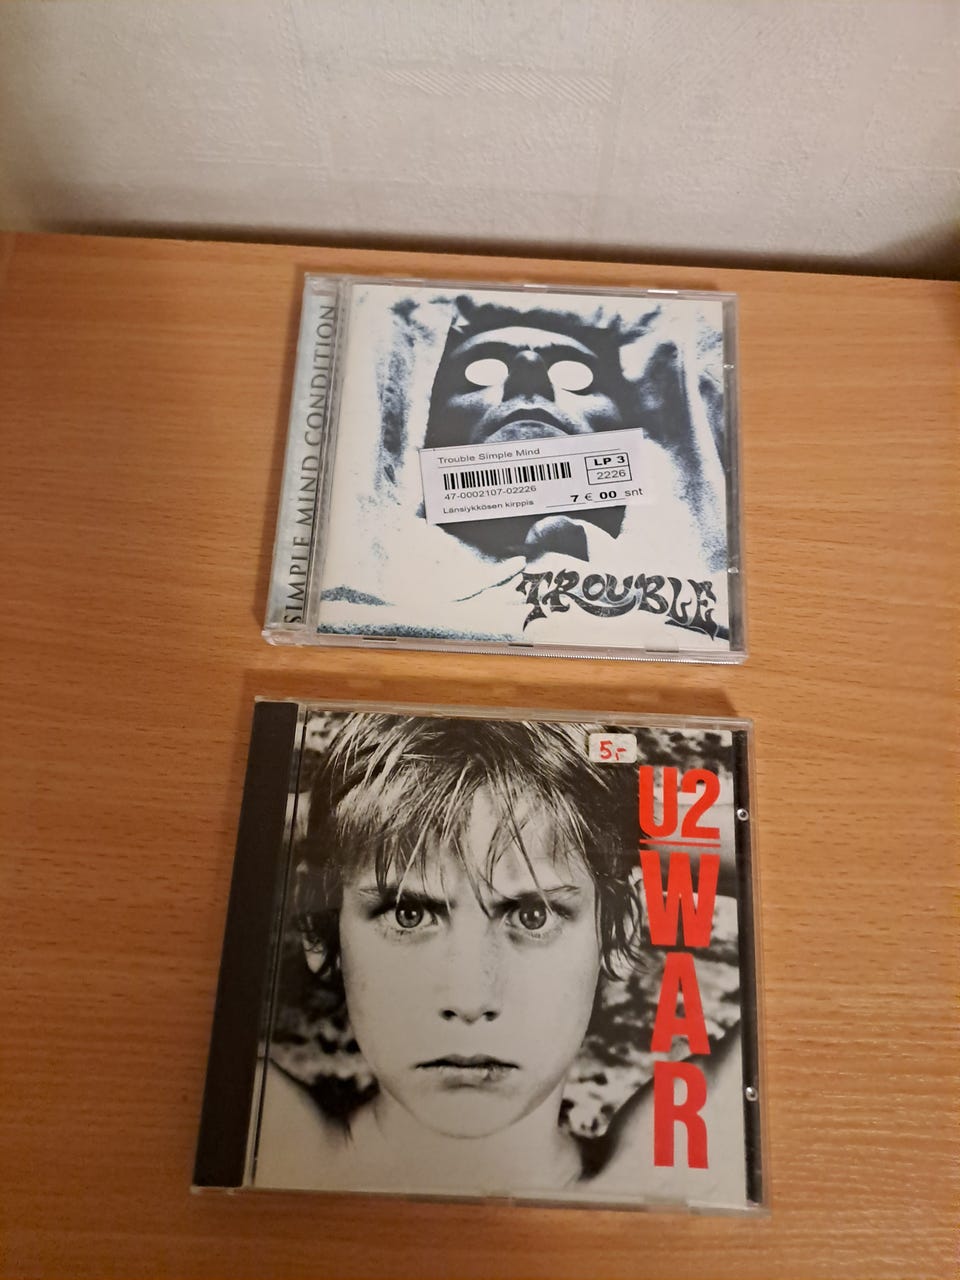 SIMPLE MIND CONDITION
Trouble Simple Mind
LP 3
2226
47-0002107-02226
7 € 00 snt
Länsiykkösen kirppis
TROUBLE
5,-
U2
WAR